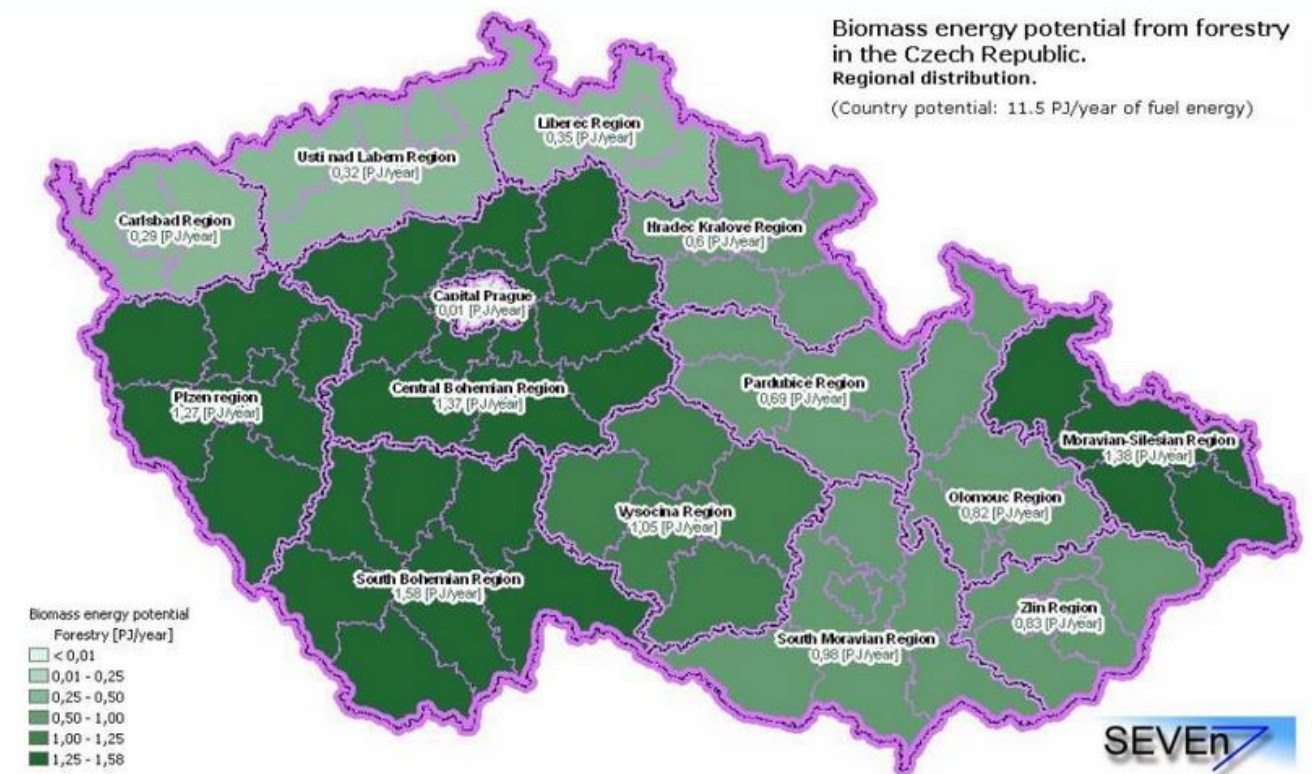 Biomass energy potential from forestry
in the Czech Republic.
Regional distribution.
(Country potential: 11.5 PJ/year of fuel energy)
Liberec Region
0,35 [PJ/year]
Usti nad Labem Region
0,32 [PJ/year]
Carlsbad Region
0,29 [PJ/year]
Hradec Kralove Region
0,6 [PJ/year]
Capital Prague
0,01 [PJ/year]
Central Bohemian Region
1,37 [PJ/year]
Plzen region
1,27 [PJ/year]
Pardubice Region
0,69 [PJ/year]
Moravian-Silesian Region
1,38 [PJ/year]
Olomouc Region
0,82 [PJ/year]
Vysocina Region
1,05 [PJ/year]
South Bohemian Region
1,58 [PJ/year]
Zlin Region
0,83 [PJ/year]
South Moravian Region
0,98 [PJ/year]
Biomass energy potential
Forestry [PJ/year]
< 0,01
0,01 - 0,25
0,25 - 0,50
0,50 - 1,00
1,00 - 1,25
1,25 - 1,58
SEVEn7